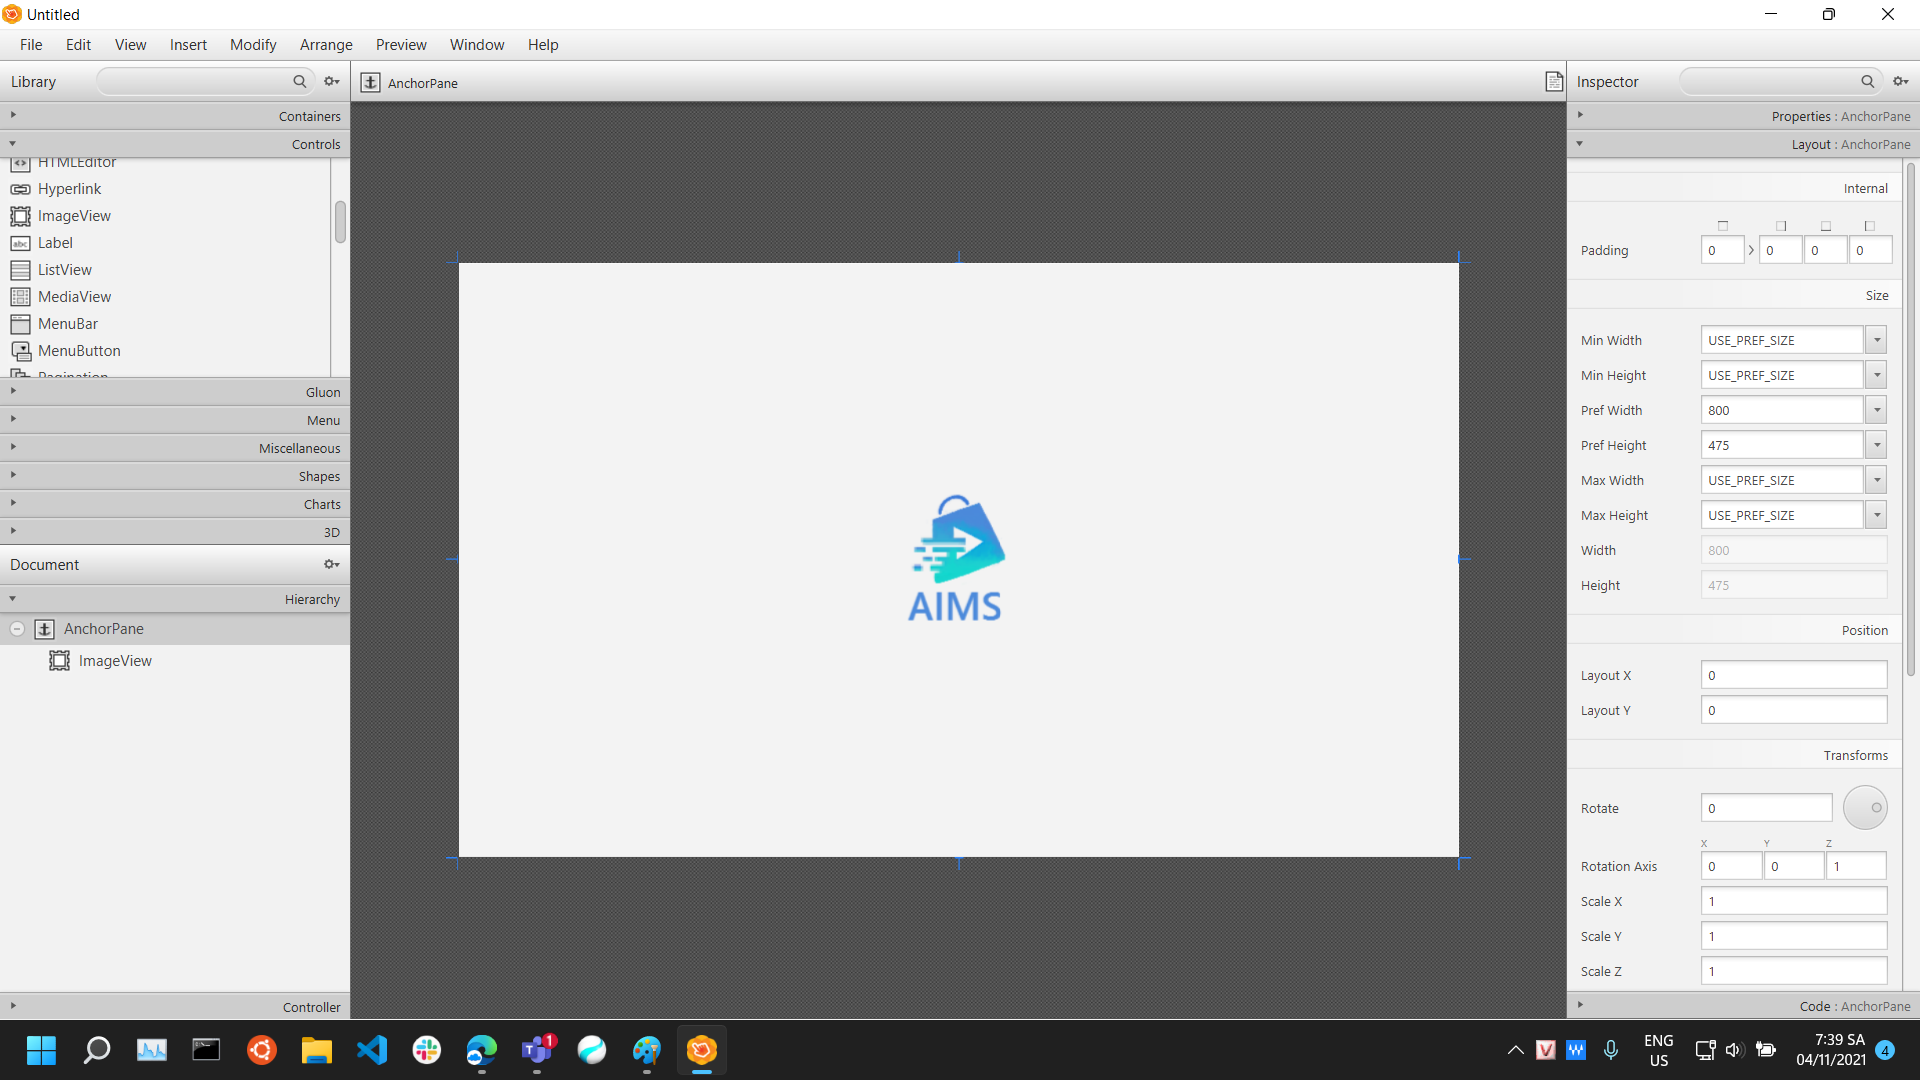 Untitled
File Edit View Insert Modify Arrange Preview Window Help
Library
Containers
Controls
HTMLEditor
Hyperlink
ImageView
abc Label
ListView
MediaView
MenuBar
MenuButton
Pagination
Gluon
Menu
Miscellaneous
Shapes
Charts
3D
Document
Hierarchy
AnchorPane
ImageView
Controller
AnchorPane
AIMS
Inspector
Properties : AnchorPane
Layout : AnchorPane
Internal
Padding 0 0 0 0
Size
Min Width USE_PREF_SIZE
Min Height USE_PREF_SIZE
Pref Width 800
Pref Height 475
Max Width USE_PREF_SIZE
Max Height USE_PREF_SIZE
Width 800
Height 475
Position
Layout X 0
Layout Y 0
Transforms
Rotate 0
X Y Z
Rotation Axis 0 0 1
Scale X 1
Scale Y 1
Scale Z 1
Code : AnchorPane
1
ENG
US
7:39 SA
04/11/2021
4